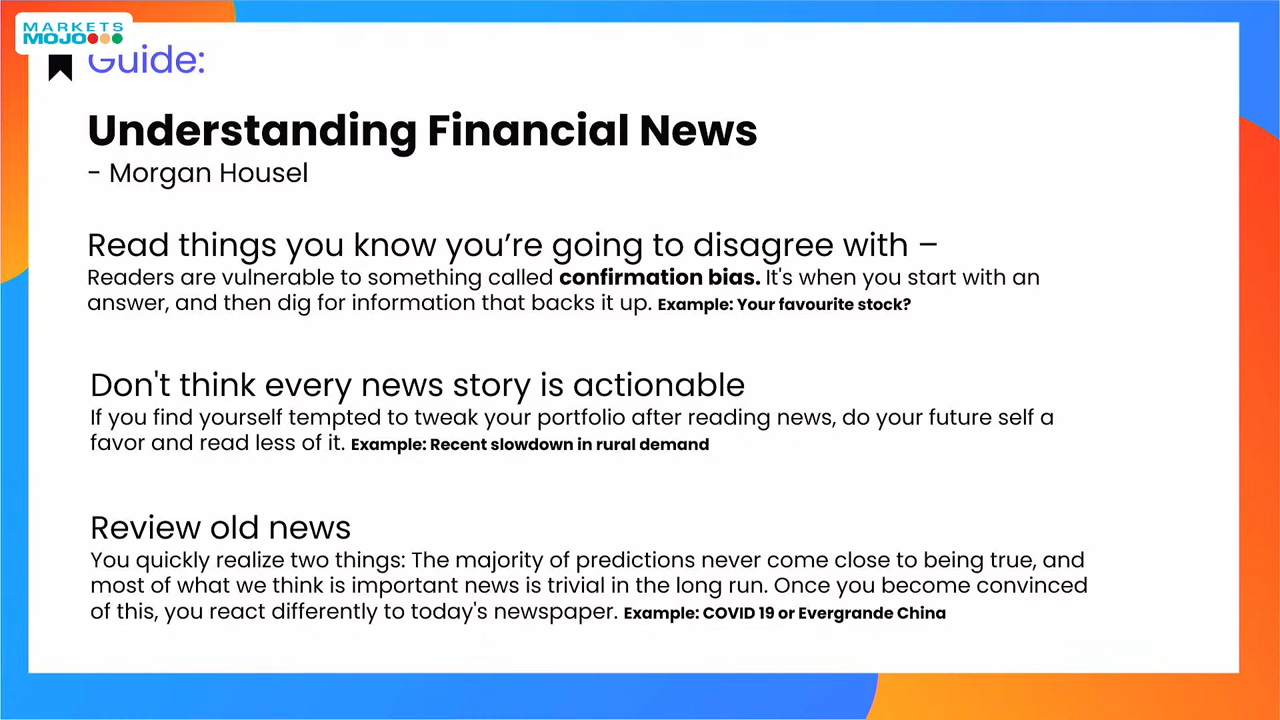 MARKETS
MOJO
Guide:
Understanding Financial News
- Morgan Housel
Read things you know you’re going to disagree with –
Readers are vulnerable to something called confirmation bias. It's when you start with an
answer, and then dig for information that backs it up. Example: Your favourite stock?
Don't think every news story is actionable
If you find yourself tempted to tweak your portfolio after reading news, do your future self a
favor and read less of it. Example: Recent slowdown in rural demand
Review old news
You quickly realize two things: The majority of predictions never come close to being true, and
most of what we think is important news is trivial in the long run. Once you become convinced
of this, you react differently to today's newspaper. Example: COVID 19 or Evergrande China